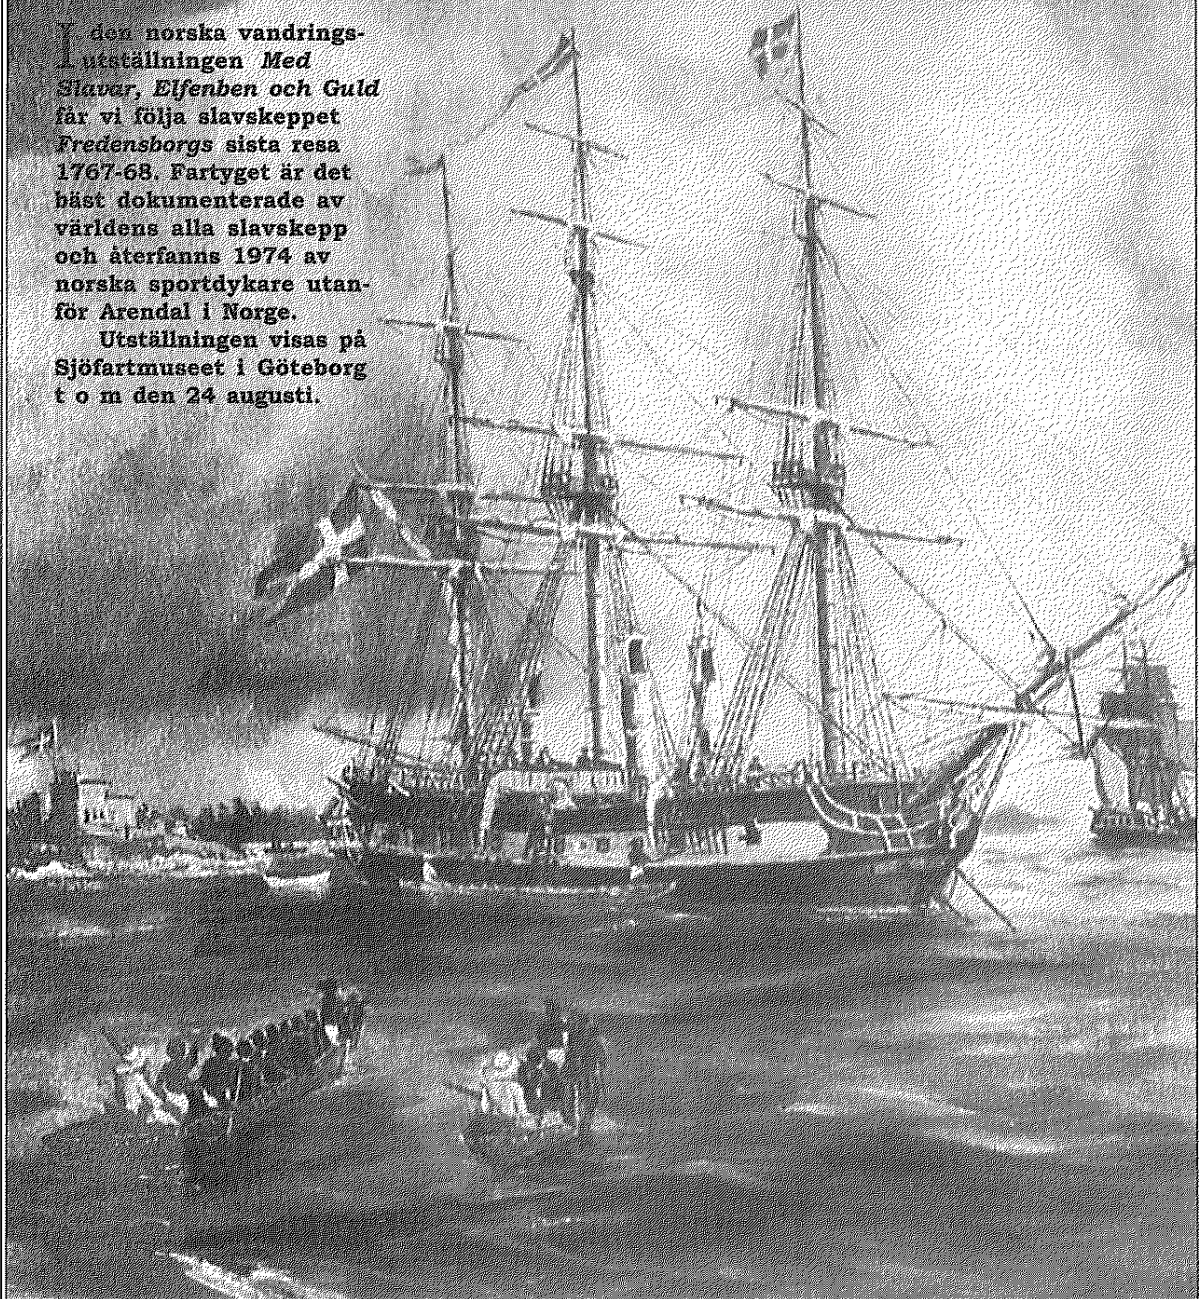 I den norska vandrings-
utställningen Med
Slavar, Elfenben och Guld
får vi följa slavskeppet
Fredensborgs sista resa
1767-68. Fartyget är det
bäst dokumenterade av
världens alla slavskepp
och återfanns 1974 av
norska sportdykare utan-
för Arendal i Norge.
Utställningen visas på
Sjöfartmuseet i Göteborg
t o m den 24 augusti.